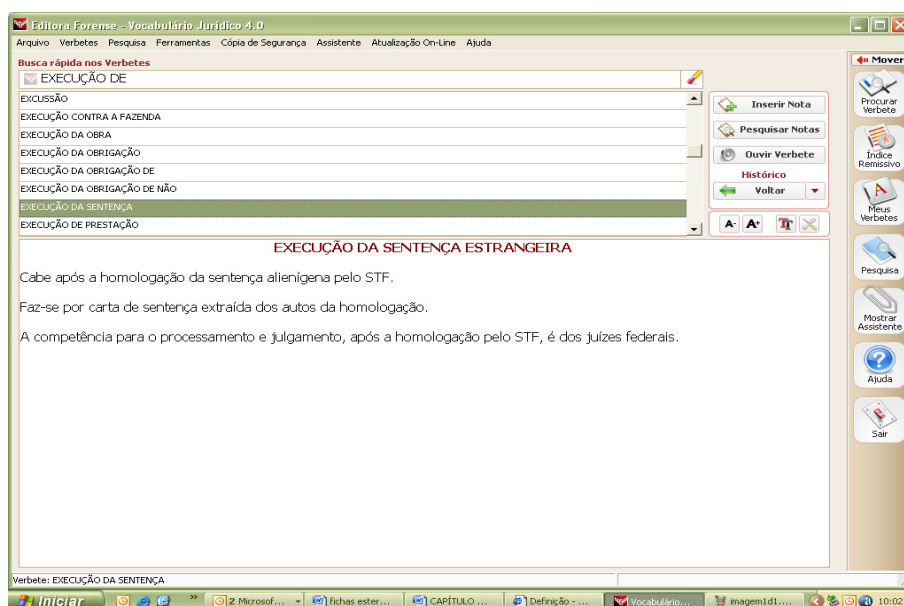 Editora Forense - Vocabulário Jurídico 4.0
Arquivo Verbetes Pesquisa Ferramentas Cópia de Segurança Assistente Atualização On-Line Ajuda
Busca rápida nos Verbetes
EXECUÇÃO DE
EXCUSSÃO
EXECUÇÃO CONTRA A FAZENDA
EXECUÇÃO DA OBRA
EXECUÇÃO DA OBRIGAÇÃO
EXECUÇÃO DA OBRIGAÇÃO DE
EXECUÇÃO DA OBRIGAÇÃO DE NÃO
EXECUÇÃO DA SENTENÇA
EXECUÇÃO DE PRESTAÇÃO
Inserir Nota
Pesquisar Notas
Ouvir Verbete
Histórico
Voltar
A- A+ TT
EXECUÇÃO DA SENTENÇA ESTRANGEIRA
Cabe após a homologação da sentença alienígena pelo STF.
Faz-se por carta de sentença extraída dos autos da homologação.
A competência para o processamento e julgamento, após a homologação pelo STF, é dos juízes federais.
Mover
Procurar
Verbete
Índice
Remissivo
Meus
Verbetes
Pesquisa
Mostrar
Assistente
Ajuda
Sair
Verbete: EXECUÇÃO DA SENTENÇA
Iniciar » 2 Microsof... fichas ester... CAPÍTULO ... Definição - ... Vocabulário... imagem1d1.... 10:02